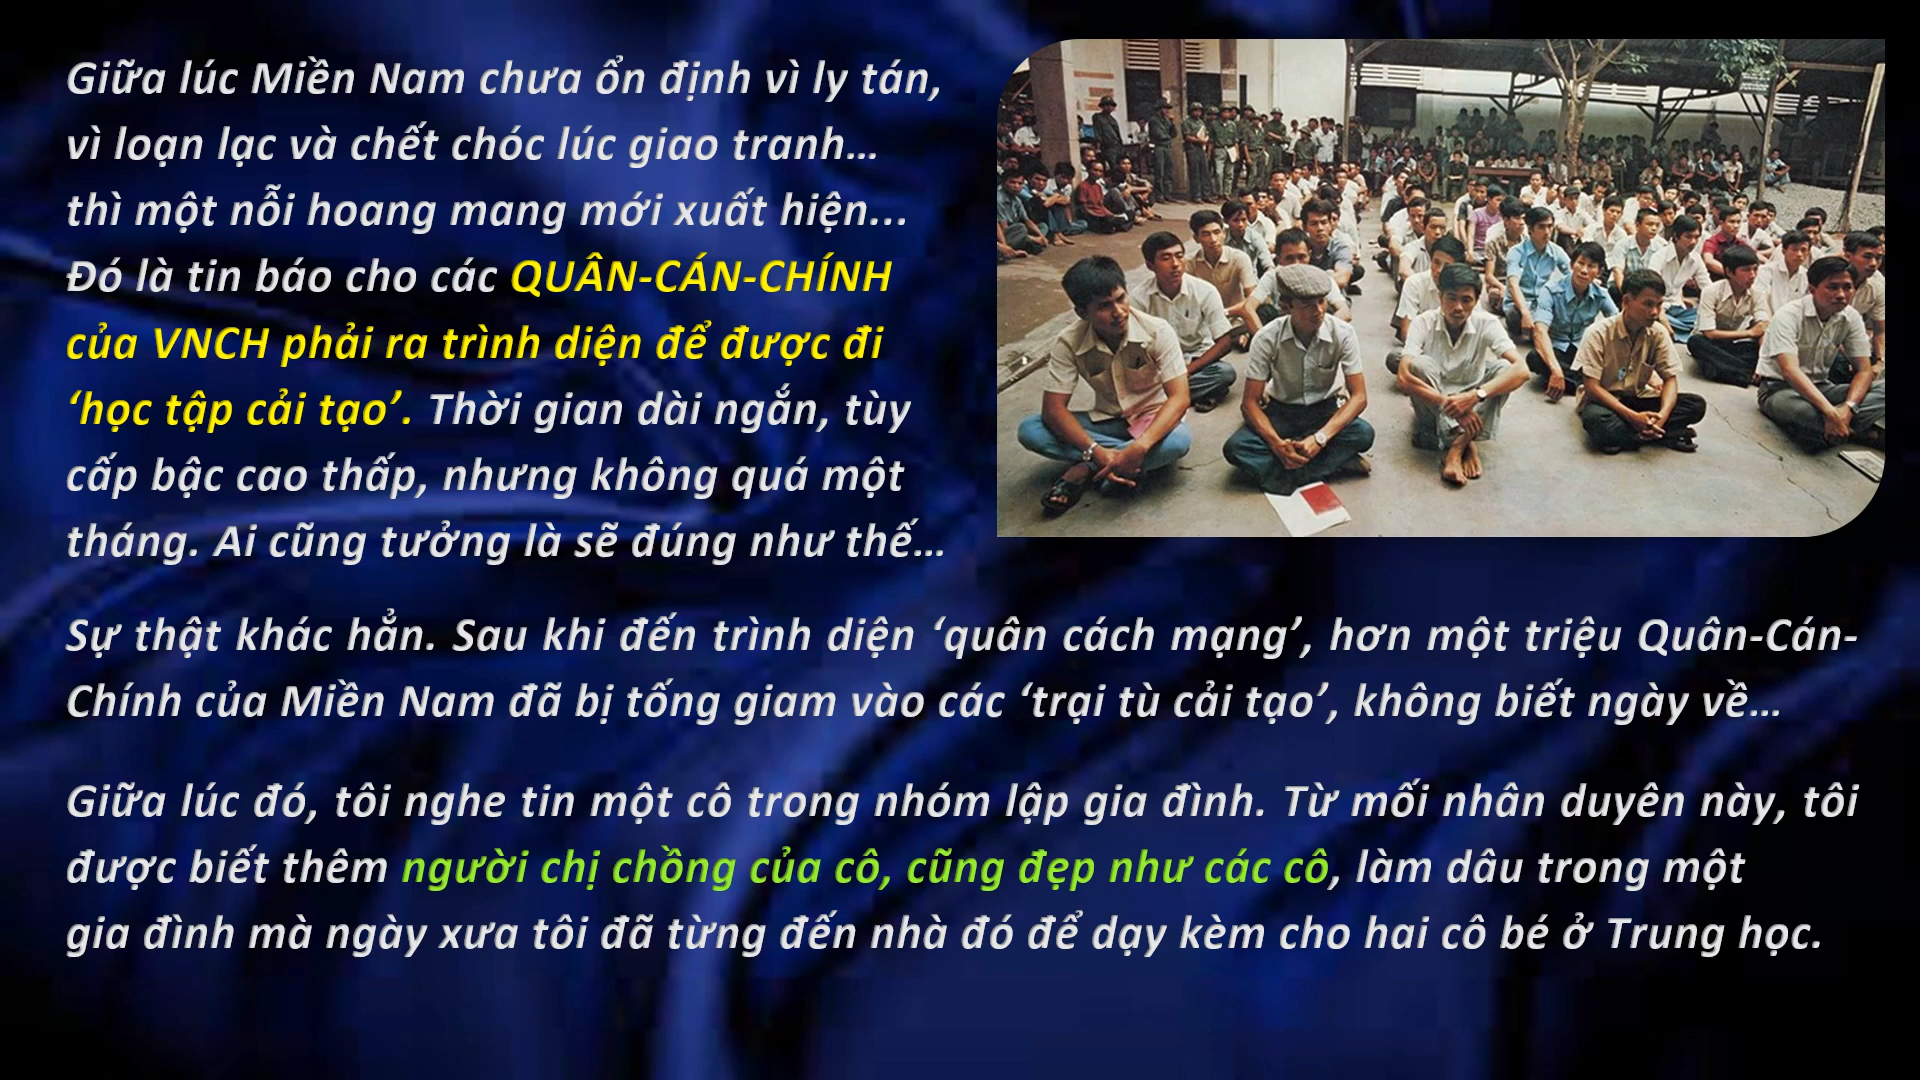 Giữa lúc Miền Nam chưa ổn định vì ly tán,
vì loạn lạc và chết chóc lúc giao tranh…
thì một nỗi hoang mang mới xuất hiện...
Đó là tin báo cho các QUÂN-CÁN-CHÍNH
của VNCH phải ra trình diện để được đi
‘học tập cải tạo’. Thời gian dài ngắn, tùy
cấp bậc cao thấp, nhưng không quá một
tháng. Ai cũng tưởng là sẽ đúng như thế…
Sự thật khác hẳn. Sau khi đến trình diện ‘quân cách mạng’, hơn một triệu Quân-Cán-
Chính của Miền Nam đã bị tống giam vào các ‘trại tù cải tạo’, không biết ngày về…
Giữa lúc đó, tôi nghe tin một cô trong nhóm lập gia đình. Từ mối nhân duyên này, tôi
được biết thêm người chị chồng của cô, cũng đẹp như các cô, làm dâu trong một
gia đình mà ngày xưa tôi đã từng đến nhà đó để dạy kèm cho hai cô bé ở Trung học.